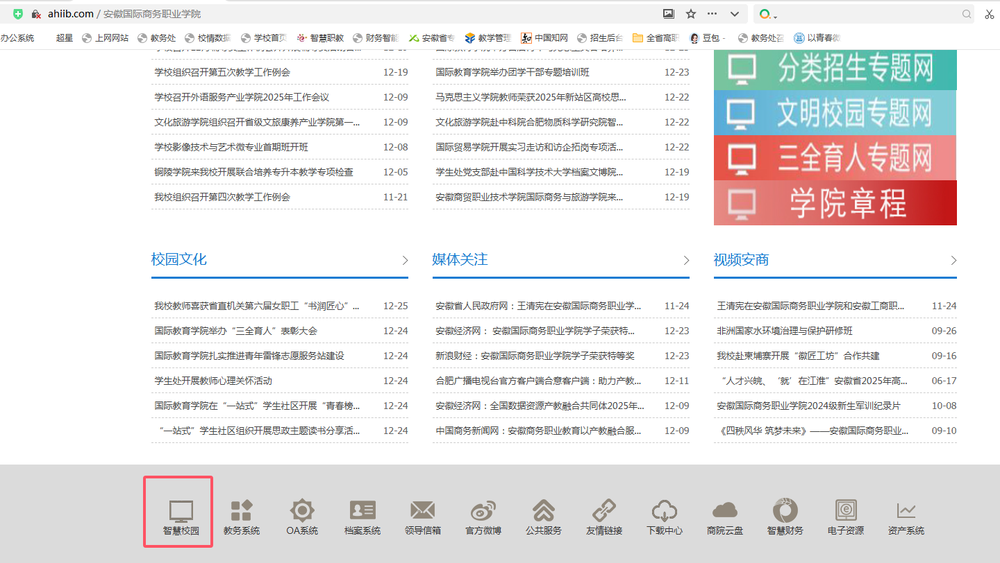 ahiib.com / 安徽国际商务职业学院
办公系统 超星 上网网站 教务处 校情数据 学校首页 智慧职教 财务智能 安徽省专 教学管理 中国知网 招生后台 全省高职 豆包 - 教务处召 以青春微
学校组织召开第五次教学工作例会 12-19
学校召开外语服务产业学院2025年工作会议 12-09
文化旅游学院组织召开省级文旅康养产业学院第一... 12-09
学校影像技术与艺术微专业首期班开班 12-08
铜陵学院来我校开展联合培养专升本教学专项检查 12-05
我校组织召开第四次教学工作例会 11-21
国际教育学院举办团学干部专题培训班 12-23
马克思主义学院教师荣获2025年新站区高校思... 12-22
文化旅游学院赴中科院合肥物质科学研究院智... 12-22
国际贸易学院开展实习走访和访企拓岗专项活... 12-22
学生处党支部赴中国科学技术大学档案文博院... 12-19
安徽商贸职业技术学院国际商务与旅游学院来... 12-19
分类招生专题网
文明校园专题网
三全育人专题网
学院章程
校园文化
我校教师喜获省直机关第六届女职工“书润匠心”... 12-25
国际教育学院举办“三全育人”表彰大会 12-24
国际教育学院扎实推进青年雷锋志愿服务站建设 12-24
学生处开展教师心理关怀活动 12-24
国际教育学院在“一站式”学生社区开展“青春榜... 12-24
“一站式”学生社区组织开展思政主题读书分享活... 12-24
媒体关注
安徽省人民政府网：王清宪在安徽国际商务职业学... 11-24
安徽经济网： 安徽国际商务职业学院学子荣获特... 12-23
新浪财经：安徽国际商务职业学院学子荣获特等奖 12-23
合肥广播电视台官方客户端合意客户端：助力产教... 12-11
安徽经济网：全国数据资源产教融合共同体2025年... 12-09
中国商务新闻网：安徽商务职业教育以产教融合服... 12-09
视频安商
王清宪在安徽国际商务职业学院和安徽工商职... 11-24
非洲国家水环境治理与保护研修班 09-26
我校赴柬埔寨开展“徽匠工坊”合作共建 09-16
“人才兴皖、‘就’在江淮”安徽省2025年高... 06-17
安徽国际商务职业学院2024级新生军训纪录片 10-08
《四秩风华 筑梦未来》——安徽国际商务职业... 09-10
智慧校园 教务系统 OA系统 档案系统 领导信箱 官方微博 公共服务 友情链接 下载中心 商院云盘 智慧财务 电子资源 资产系统